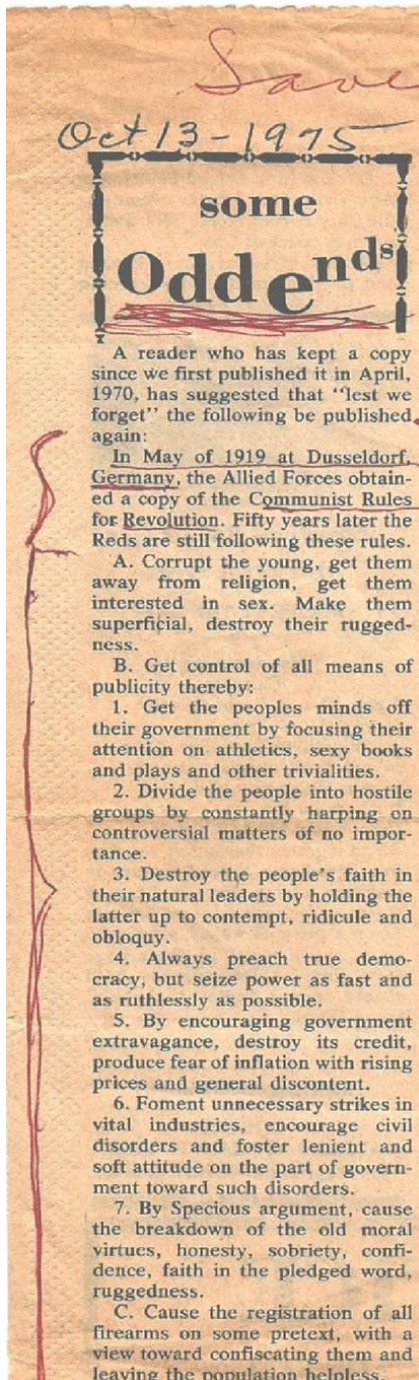 Save
Oct 13-1975
some
Odd ends
A reader who has kept a copy
since we first published it in April,
1970, has suggested that "lest we
forget" the following be published
again:
In May of 1919 at Dusseldorf,
Germany, the Allied Forces obtain-
ed a copy of the Communist Rules
for Revolution. Fifty years later the
Reds are still following these rules.
A. Corrupt the young, get them
away from religion, get them
interested in sex. Make them
superficial, destroy their rugged-
ness.
B. Get control of all means of
publicity thereby:
1. Get the peoples minds off
their government by focusing their
attention on athletics, sexy books
and plays and other trivialities.
2. Divide the people into hostile
groups by constantly harping on
controversial matters of no impor-
tance.
3. Destroy the people's faith in
their natural leaders by holding the
latter up to contempt, ridicule and
obloquy.
4. Always preach true demo-
cracy, but seize power as fast and
as ruthlessly as possible.
5. By encouraging government
extravagance, destroy its credit,
produce fear of inflation with rising
prices and general discontent.
6. Foment unnecessary strikes in
vital industries, encourage civil
disorders and foster lenient and
soft attitude on the part of govern-
ment toward such disorders.
7. By Specious argument, cause
the breakdown of the old moral
virtues, honesty, sobriety, confi-
dence, faith in the pledged word,
ruggedness.
C. Cause the registration of all
firearms on some pretext, with a
view toward confiscating them and
leaving the population helpless.